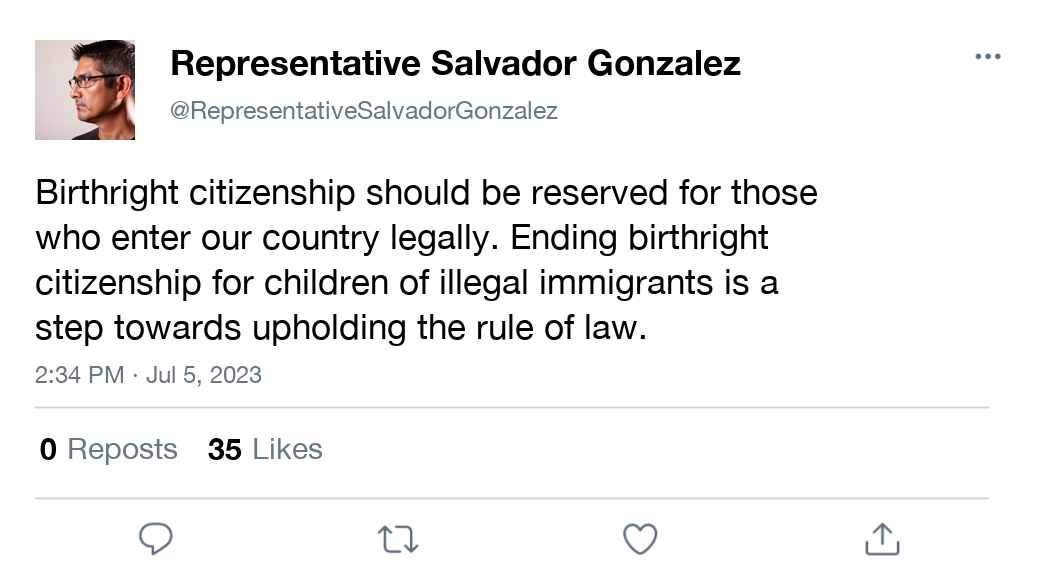 Representative Salvador Gonzalez
@RepresentativeSalvadorGonzalez
Birthright citizenship should be reserved for those
who enter our country legally. Ending birthright
citizenship for children of illegal immigrants is a
step towards upholding the rule of law.
2:34 PM · Jul 5, 2023
0 Reposts 35 Likes